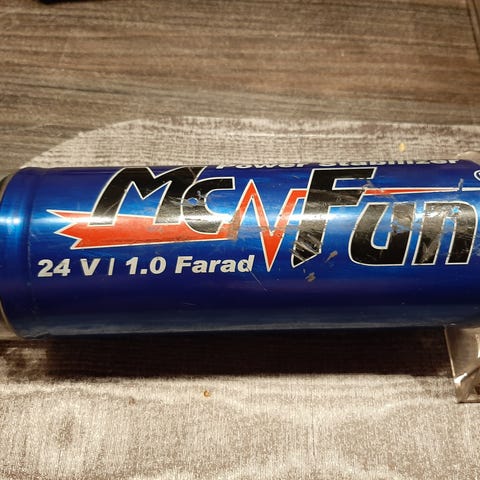 Power Stabilizer
McFun
24 V | 1.0 Farad